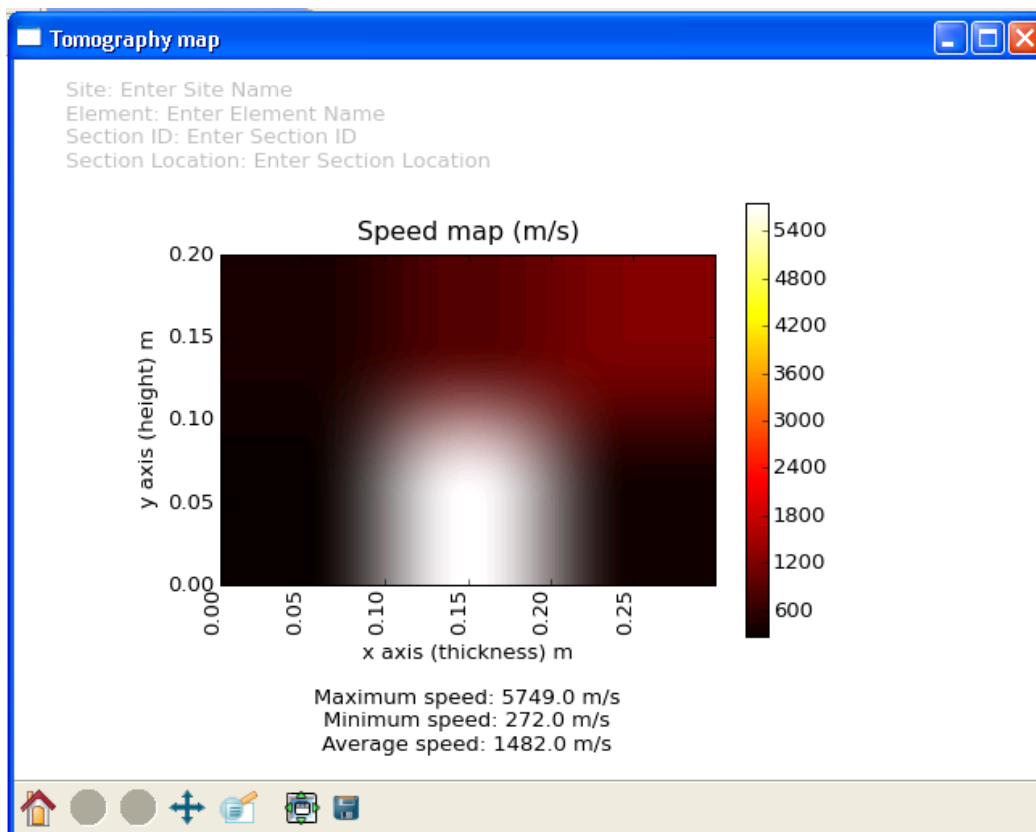 Tomography map
Site: Enter Site Name
Element: Enter Element Name
Section ID: Enter Section ID
Section Location: Enter Section Location
Speed map (m/s)
0.20
0.15
0.10
0.05
0.00
y axis (height) m
0.00
0.05
0.10
0.15
0.20
0.25
x axis (thickness) m
5400
4800
4200
3600
3000
2400
1800
1200
600
Maximum speed: 5749.0 m/s
Minimum speed: 272.0 m/s
Average speed: 1482.0 m/s